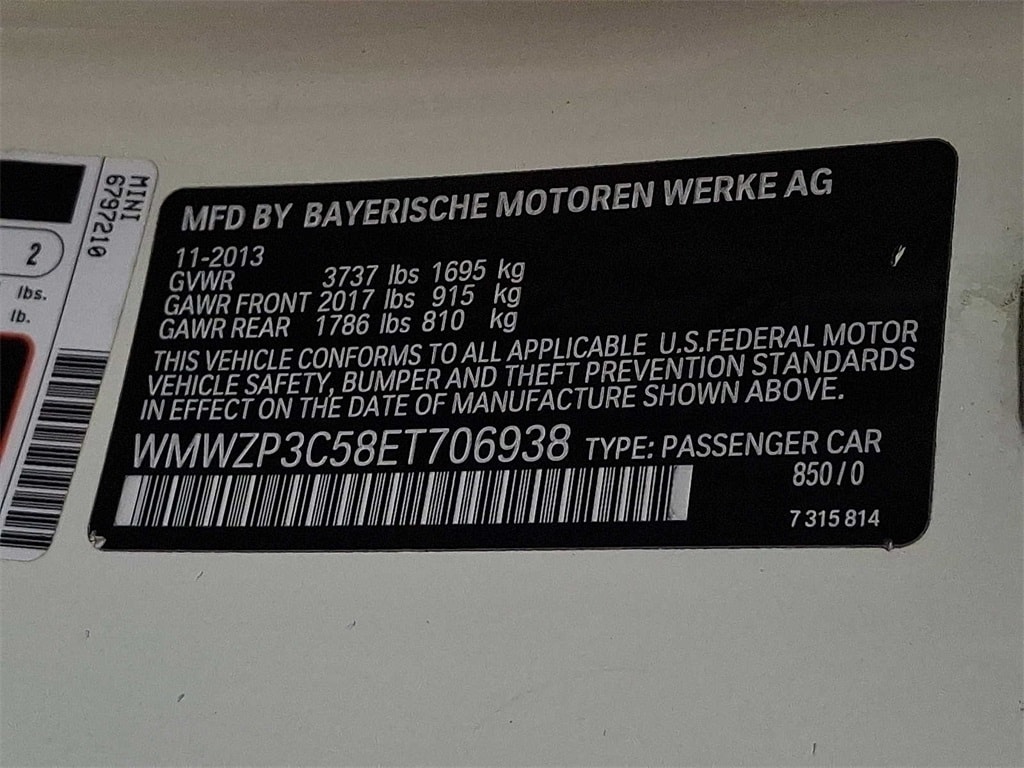 MINI
6797210
2
lbs.
lb.
MFD BY BAYERISCHE MOTOREN WERKE AG
11-2013
GVWR 3737 lbs 1695 kg
GAWR FRONT 2017 lbs 915 kg
GAWR REAR 1786 lbs 810 kg
THIS VEHICLE CONFORMS TO ALL APPLICABLE U.S.FEDERAL MOTOR
VEHICLE SAFETY, BUMPER AND THEFT PREVENTION STANDARDS
IN EFFECT ON THE DATE OF MANUFACTURE SHOWN ABOVE.
WMWZP3C58ET706938 TYPE: PASSENGER CAR
850/0
7 315 814